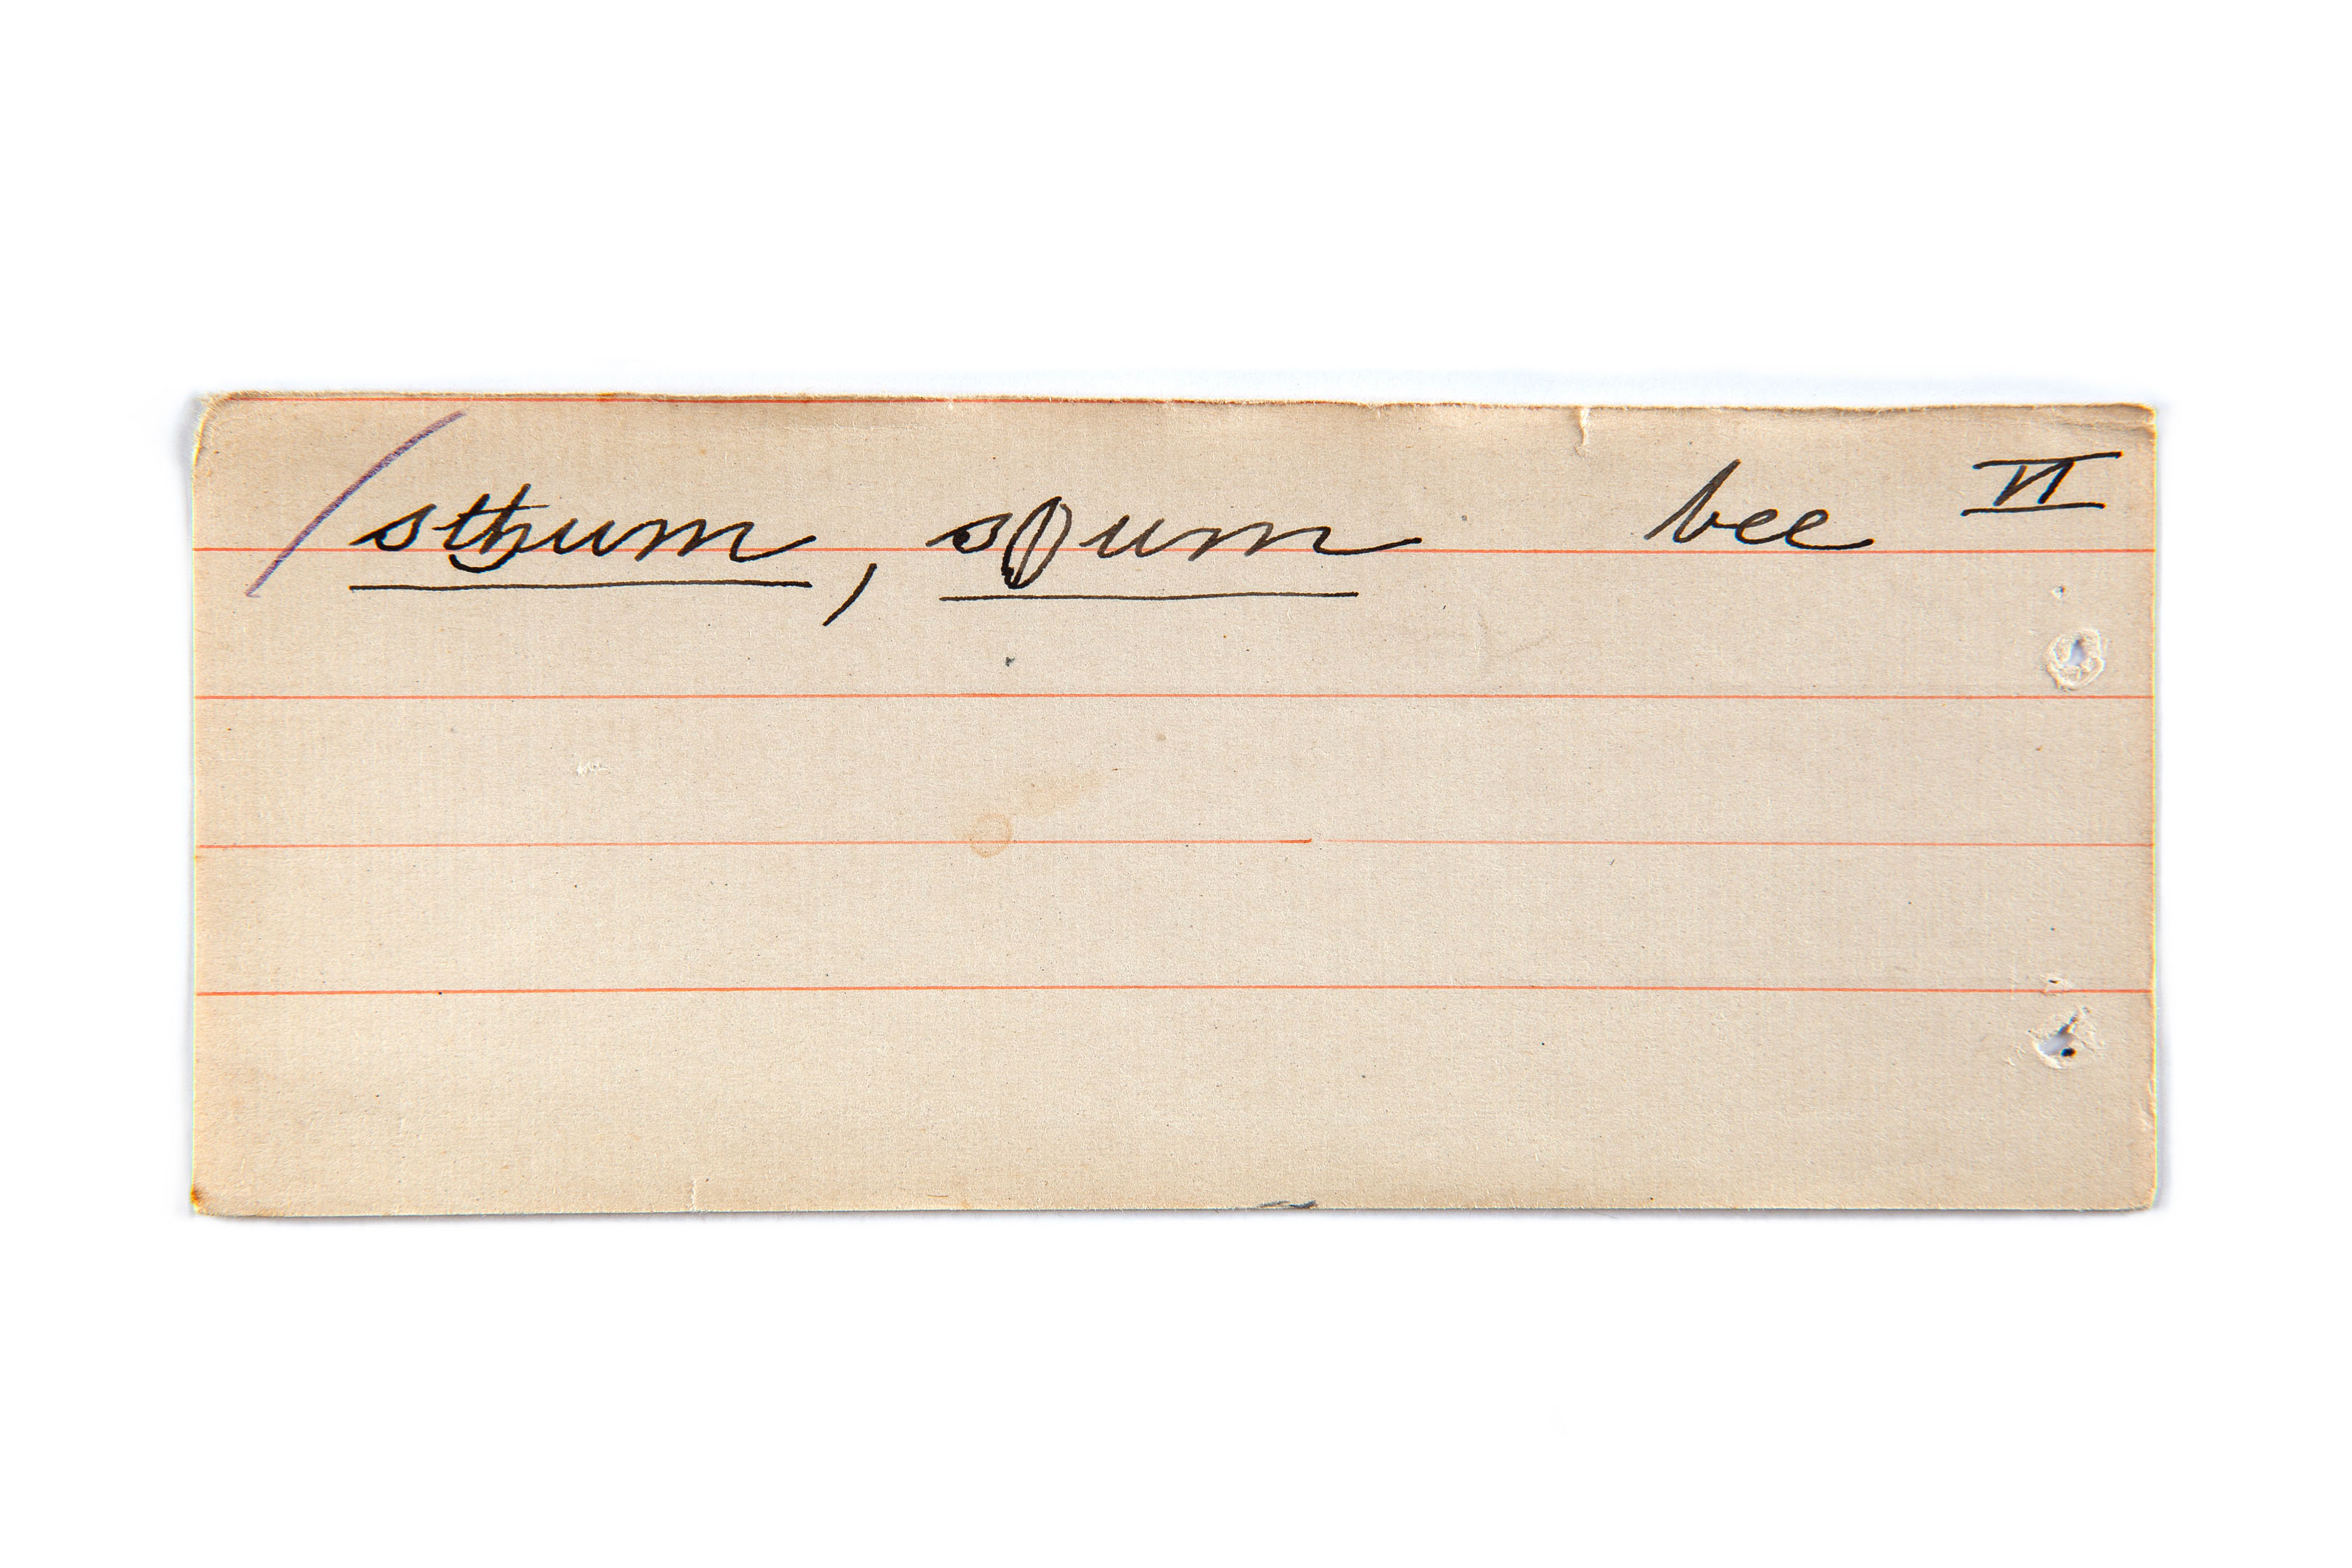 / sthum, sɸum bee VI